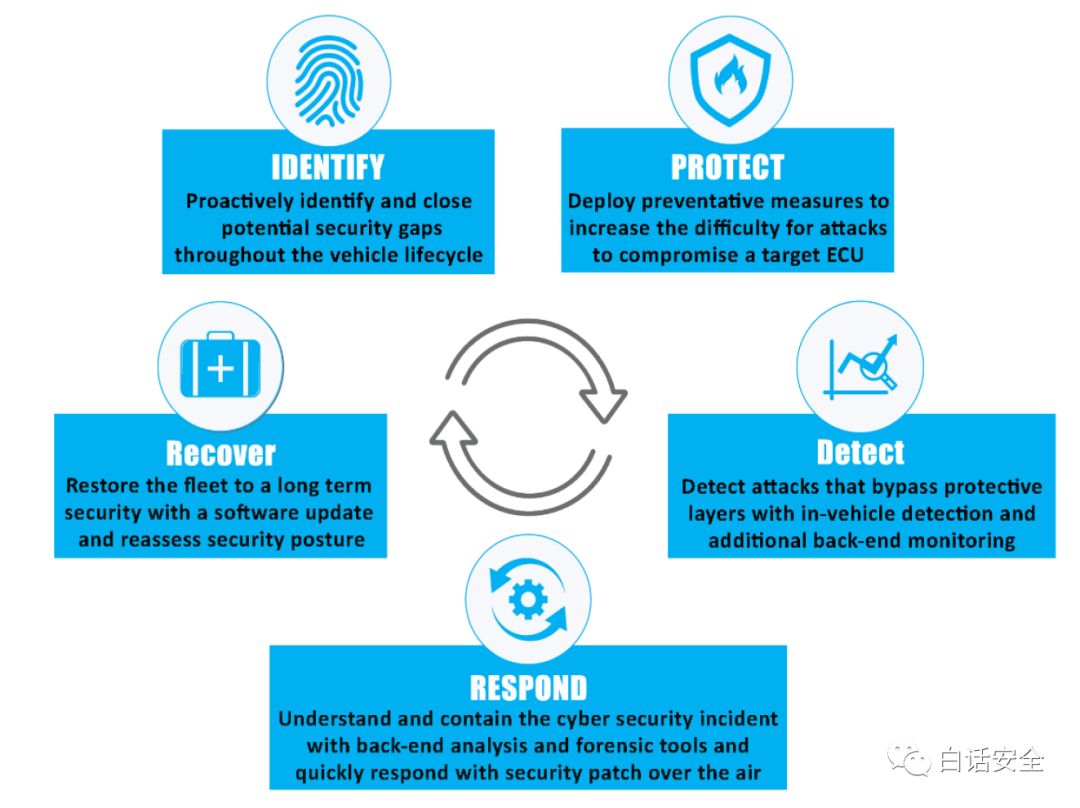 IDENTIFY
Proactively identify and close
potential security gaps
throughout the vehicle lifecycle
PROTECT
Deploy preventative measures to
increase the difficulty for attacks
to compromise a target ECU
Detect
Detect attacks that bypass protective
layers with in-vehicle detection and
additional back-end monitoring
RESPOND
Understand and contain the cyber security incident
with back-end analysis and forensic tools and
quickly respond with security patch over the air
Recover
Restore the fleet to a long term
security with a software update
and reassess security posture
白话安全